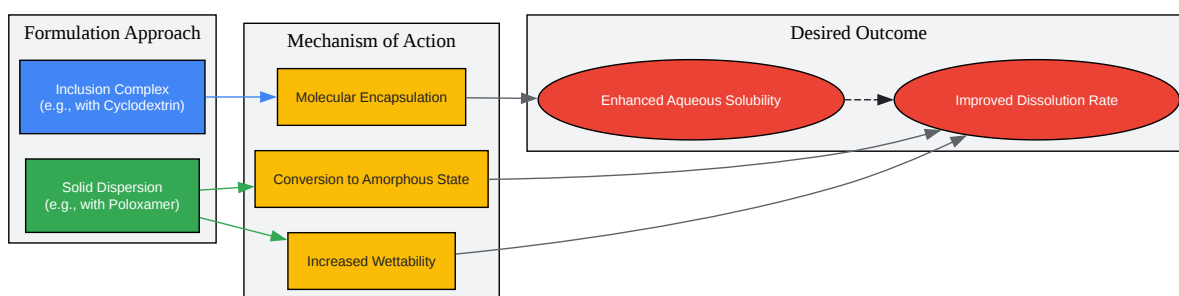 Formulation Approach
Inclusion Complex
(e.g., with Cyclodextrin)
Solid Dispersion
(e.g., with Poloxamer)
Mechanism of Action
Molecular Encapsulation
Conversion to Amorphous State
Increased Wettability
Desired Outcome
Enhanced Aqueous Solubility
Improved Dissolution Rate